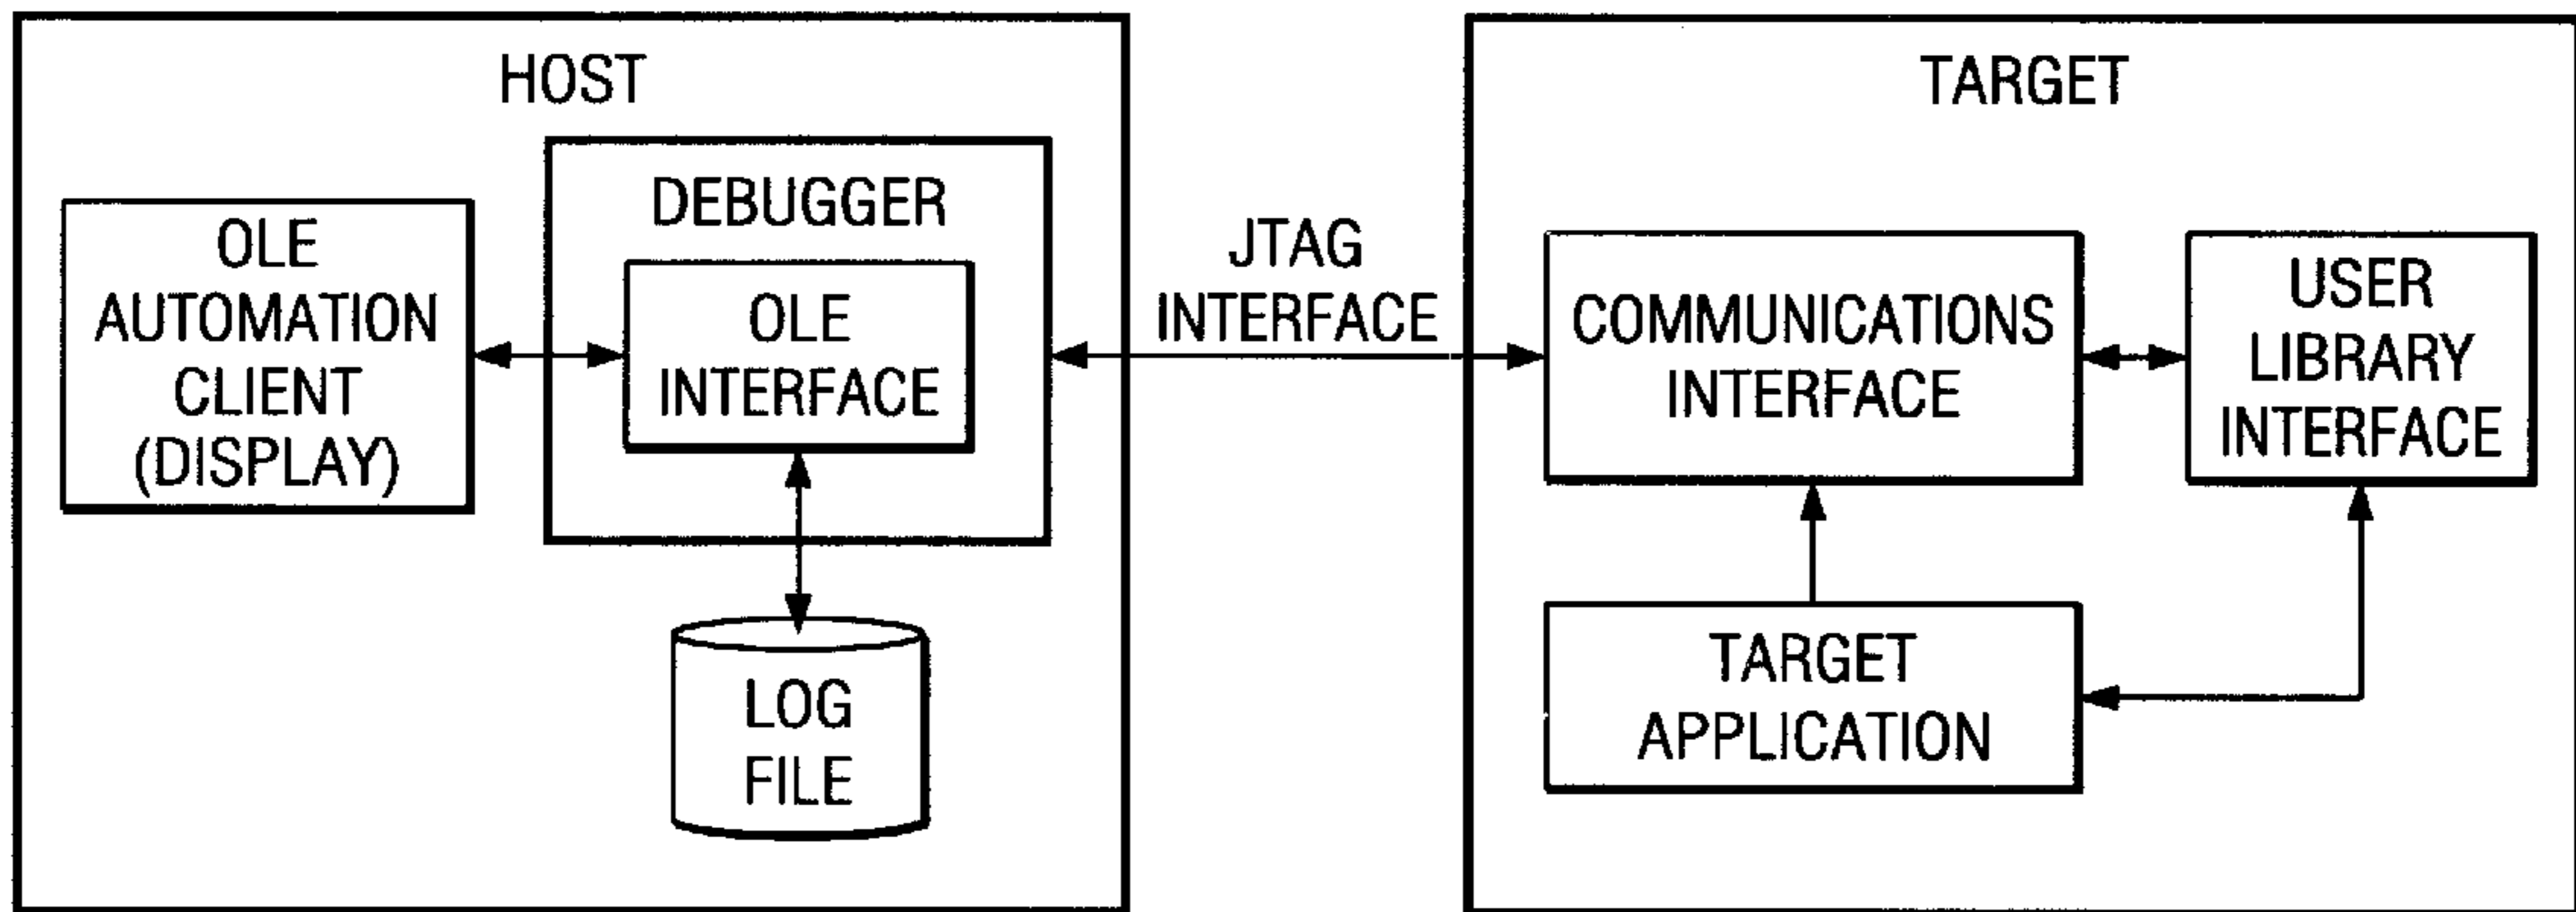 HOST
OLE
AUTOMATION
CLIENT
(DISPLAY)
DEBUGGER
OLE
INTERFACE
LOG
FILE
JTAG
INTERFACE
TARGET
COMMUNICATIONS
INTERFACE
USER
LIBRARY
INTERFACE
TARGET
APPLICATION